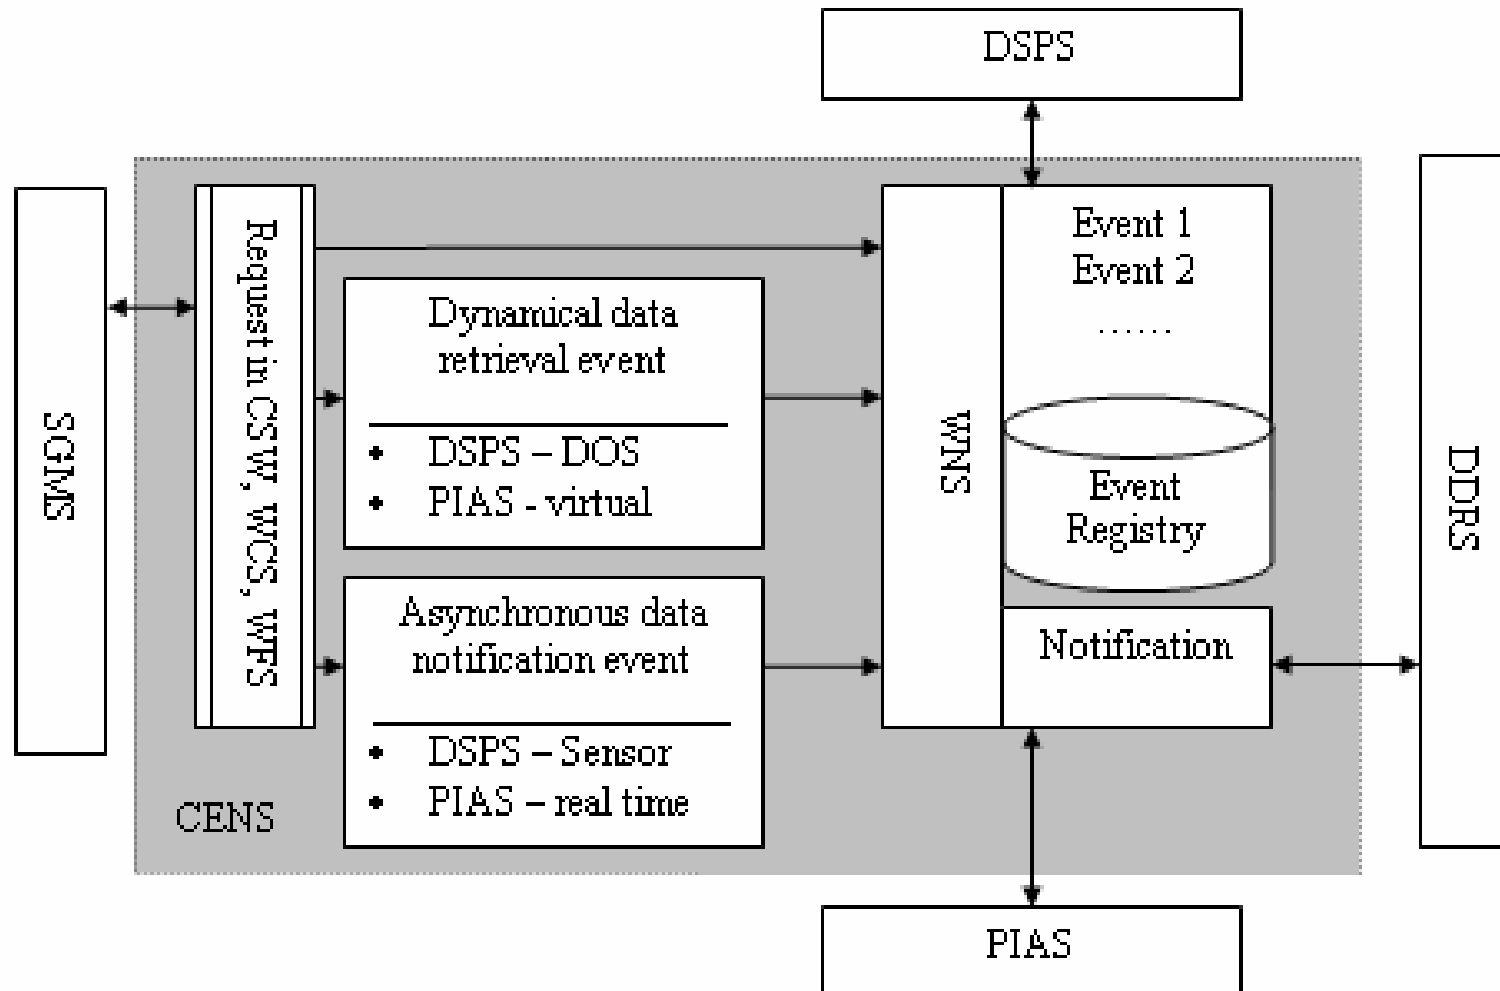 DSPS
SGMS
Request in CSW, WCS, WFS
Dynamical data
retrieval event
• DSPS – DOS
• PIAS - virtual
Asynchronous data
notification event
• DSPS – Sensor
• PIAS – real time
CENS
WNS
Event 1
Event 2
......
Event
Registry
Notification
DDRS
PIAS